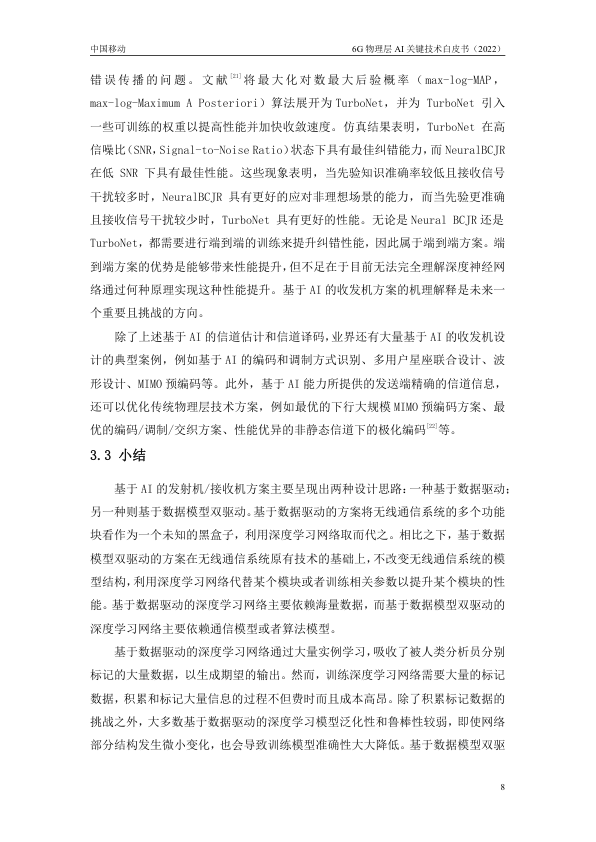 中国移动 6G 物理层 AI 关键技术白皮书（2022）
错误传播的问题。文献[21]将最大化对数最大后验概率（max-log-MAP，
max-log-Maximum A Posteriori）算法展开为 TurboNet，并为 TurboNet 引入
一些可训练的权重以提高性能并加快收敛速度。仿真结果表明，TurboNet 在高
信噪比（SNR，Signal-to-Noise Ratio）状态下具有最佳纠错能力，而 NeuralBCJR
在低 SNR 下具有最佳性能。这些现象表明，当先验知识准确率较低且接收信号
干扰较多时，NeuralBCJR 具有更好的应对非理想场景的能力，而当先验更准确
且接收信号干扰较少时，TurboNet 具有更好的性能。无论是 Neural BCJR 还是
TurboNet，都需要进行端到端的训练来提升纠错性能，因此属于端到端方案。端
到端方案的优势是能够带来性能提升，但不足在于目前无法完全理解深度神经网
络通过何种原理实现这种性能提升。基于 AI 的收发机方案的机理解释是未来一
个重要且挑战的方向。
除了上述基于 AI 的信道估计和信道译码，业界还有大量基于 AI 的收发机设
计的典型案例，例如基于 AI 的编码和调制方式识别、多用户星座联合设计、波
形设计、MIMO 预编码等。此外，基于 AI 能力所提供的发送端精确的信道信息，
还可以优化传统物理层技术方案，例如最优的下行大规模 MIMO 预编码方案、最
优的编码/调制/交织方案、性能优异的非静态信道下的极化编码[22]等。
3.3 小结
基于 AI 的发射机/接收机方案主要呈现出两种设计思路：一种基于数据驱动；
另一种则基于数据模型双驱动。基于数据驱动的方案将无线通信系统的多个功能
块看作为一个未知的黑盒子，利用深度学习网络取而代之。相比之下，基于数据
模型双驱动的方案在无线通信系统原有技术的基础上，不改变无线通信系统的模
型结构，利用深度学习网络代替某个模块或者训练相关参数以提升某个模块的性
能。基于数据驱动的深度学习网络主要依赖海量数据，而基于数据模型双驱动的
深度学习网络主要依赖通信模型或者算法模型。
基于数据驱动的深度学习网络通过大量实例学习，吸收了被人类分析员分别
标记的大量数据，以生成期望的输出。然而，训练深度学习网络需要大量的标记
数据，积累和标记大量信息的过程不但费时而且成本高昂。除了积累标记数据的
挑战之外，大多数基于数据驱动的深度学习模型泛化性和鲁棒性较弱，即使网络
部分结构发生微小变化，也会导致训练模型准确性大大降低。基于数据模型双驱
8